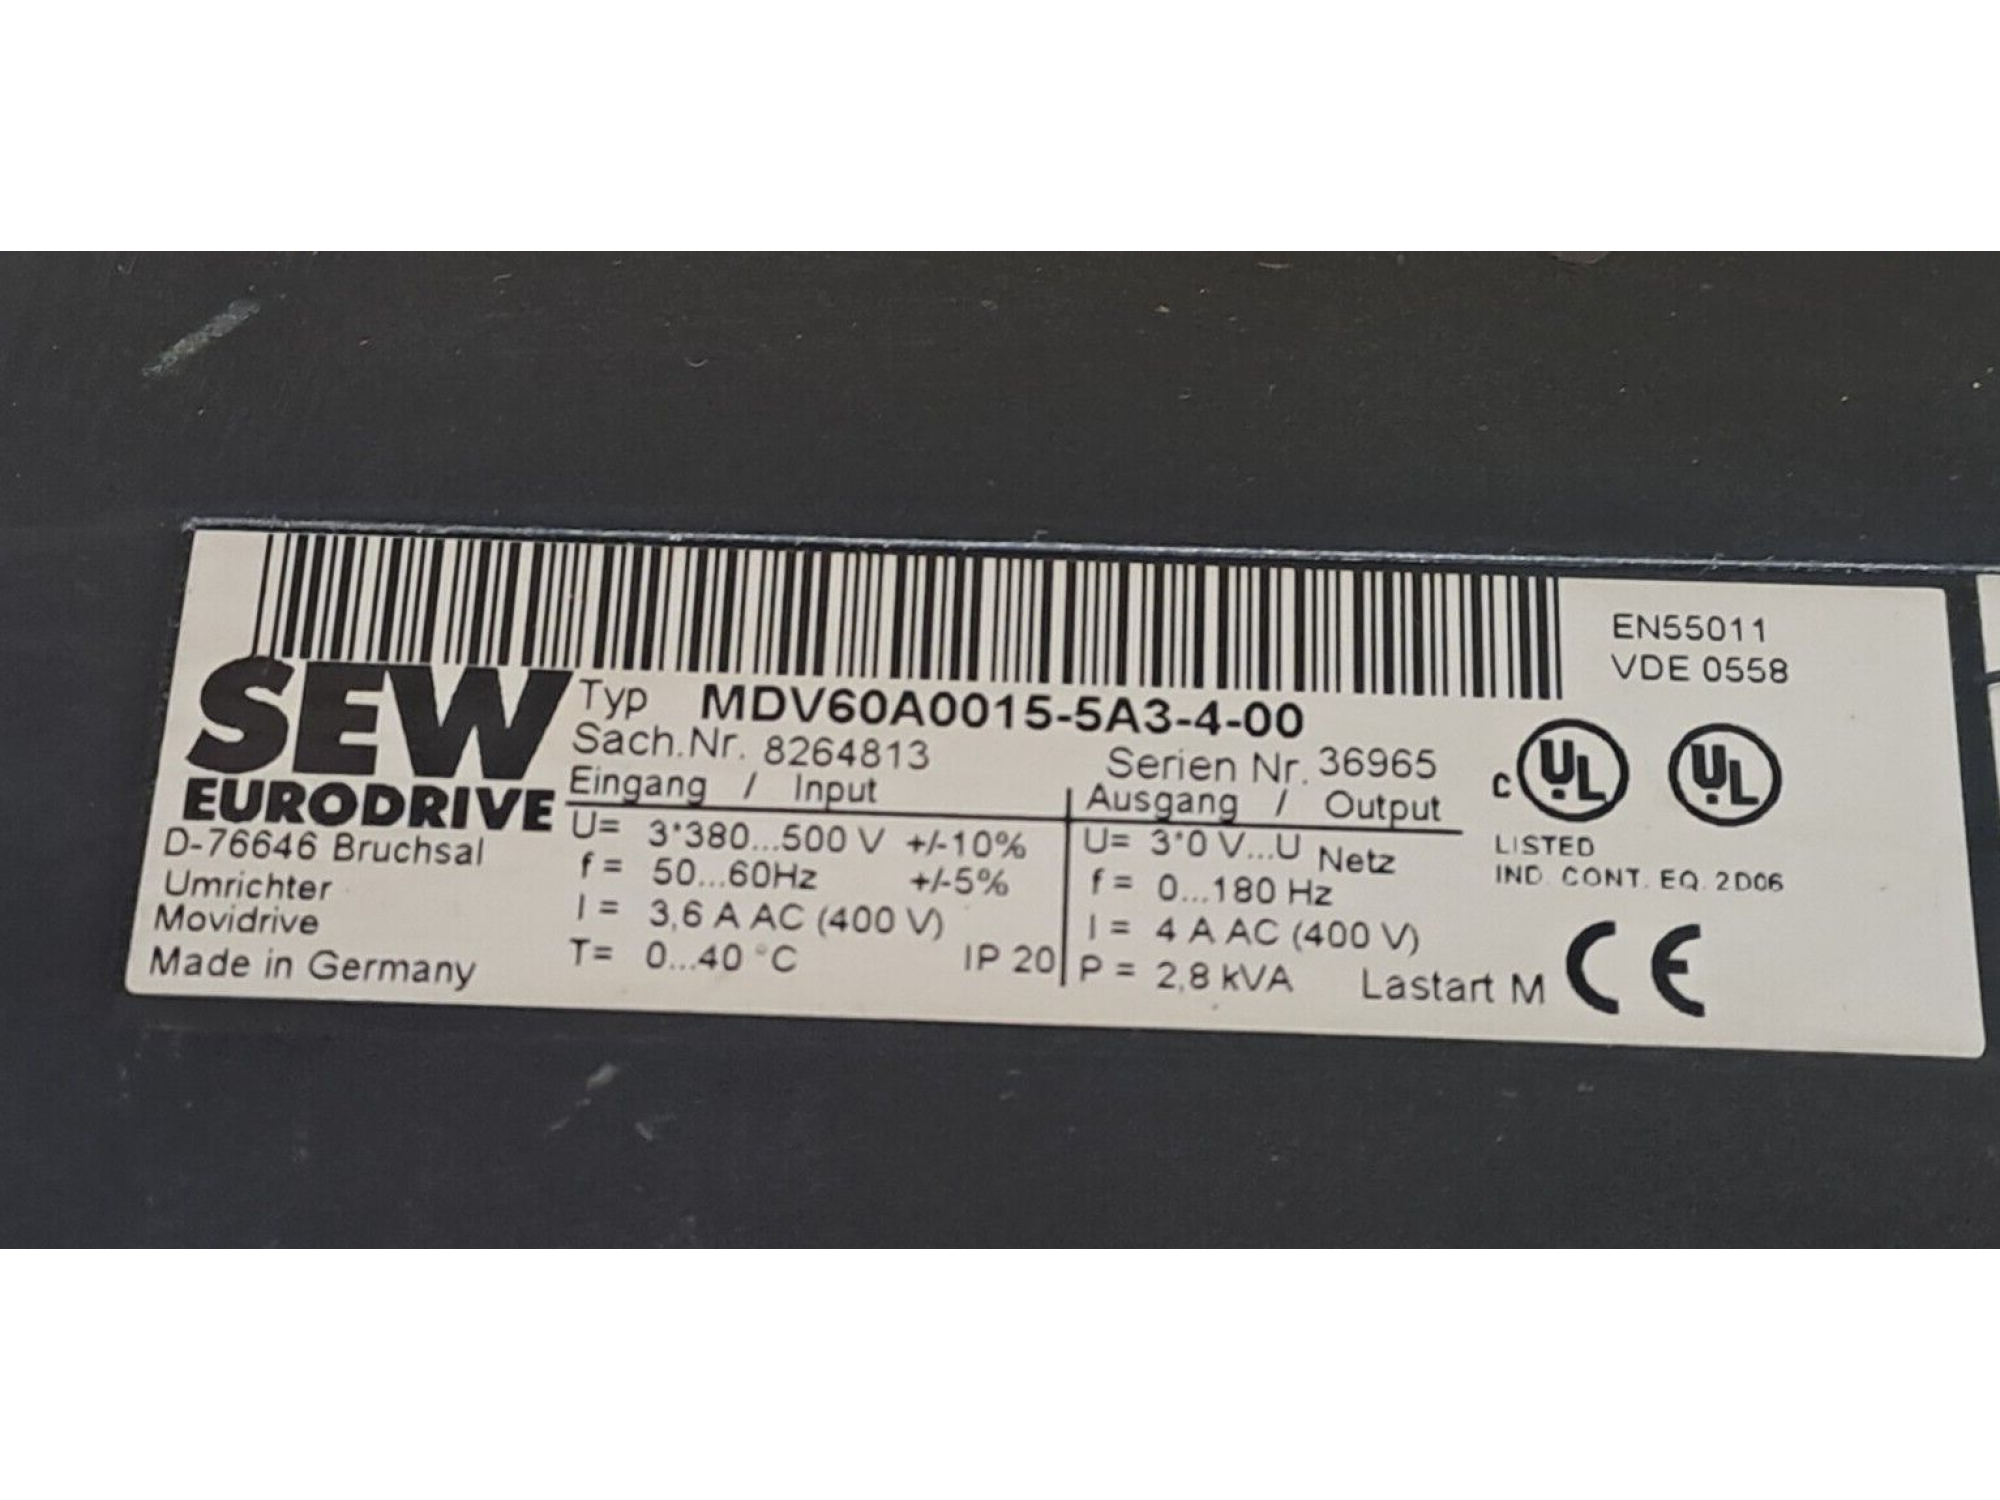 EN55011
VDE 0558
SEW
EURODRIVE
D-76646 Bruchsal
Umrichter
Movidrive
Made in Germany
Typ MDV60A0015-5A3-4-00
Sach.Nr. 8264813 Serien Nr. 36965
Eingang / Input Ausgang / Output
U= 3*380...500 V +/-10% U= 3*0 V...U Netz
f = 50...60Hz +/-5% f = 0...180 Hz
I = 3,6 A AC (400 V) I = 4 A AC (400 V)
T= 0...40 °C IP 20 P = 2,8 kVA Lastart M
c UL UL
LISTED
IND. CONT. EQ. 2D06
CE